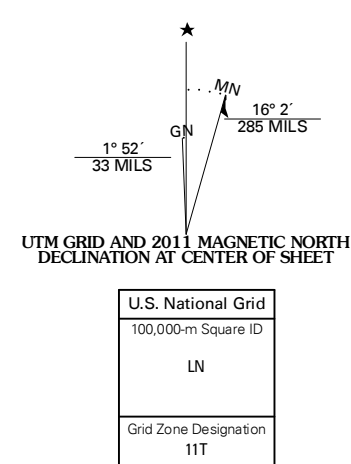 MN
GN
16° 2´
285 MILS
1° 52´
33 MILS
UTM GRID AND 2011 MAGNETIC NORTH
DECLINATION AT CENTER OF SHEET
U.S. National Grid
100,000-m Square ID
LN
Grid Zone Designation
11T